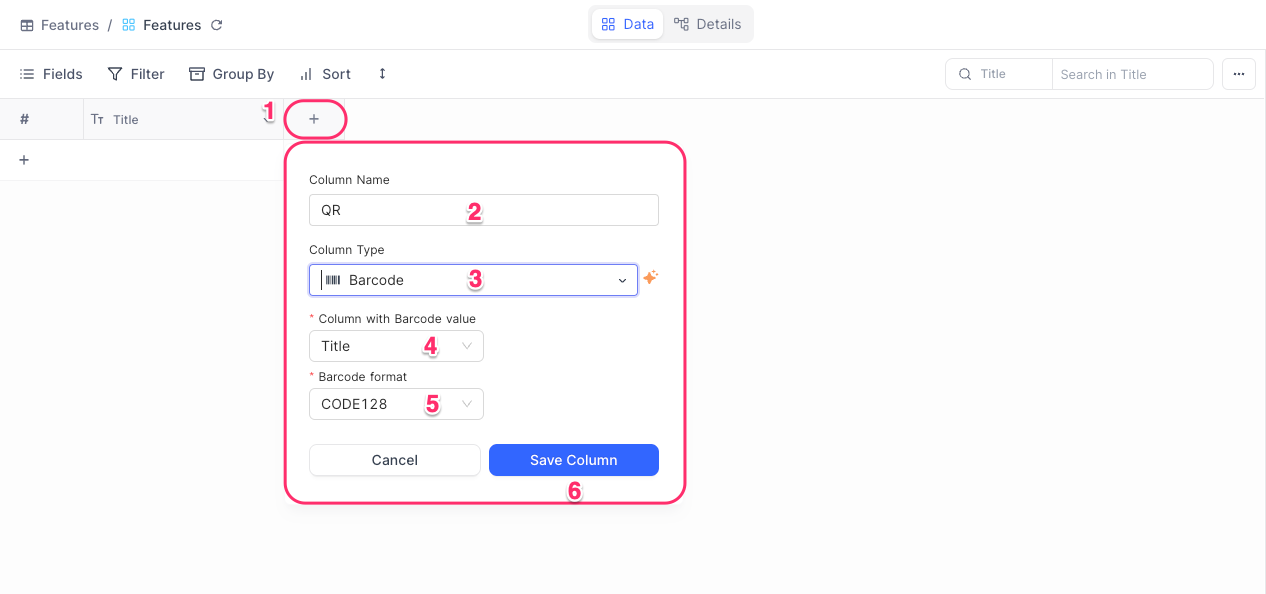 Features / Features
Data Details
Fields Filter Group By Sort
Title Search in Title
# Tт Title 1 +
+
Column Name
QR 2
Column Type
Barcode 3
* Column with Barcode value
Title 4
* Barcode format
CODE128 5
Cancel Save Column
6